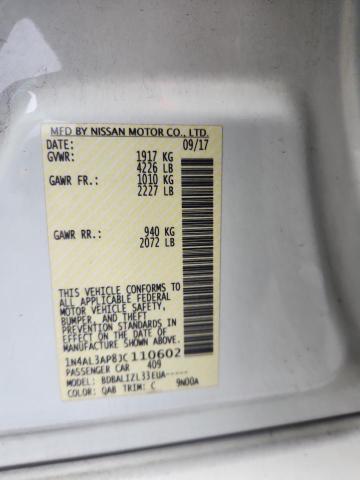 MFD BY NISSAN MOTOR CO., LTD.
DATE: 09/17
GVWR: 1917 KG
4226 LB
GAWR FR: 1010 KG
2227 LB
GAWR RR: 940 KG
2072 LB
THIS VEHICLE CONFORMS TO
ALL APPLICABLE FEDERAL
MOTOR VEHICLE SAFETY,
BUMPER, AND THEFT
PREVENTION STANDARDS IN
EFFECT ON THE DATE OF
MANUFACTURE SHOWN ABOVE.
1N4AL3AP8JC110602
PASSENGER CAR 409
MODEL: BDBALIZL33EUA-----
COLOR: QAB TRIM: C 9N00A